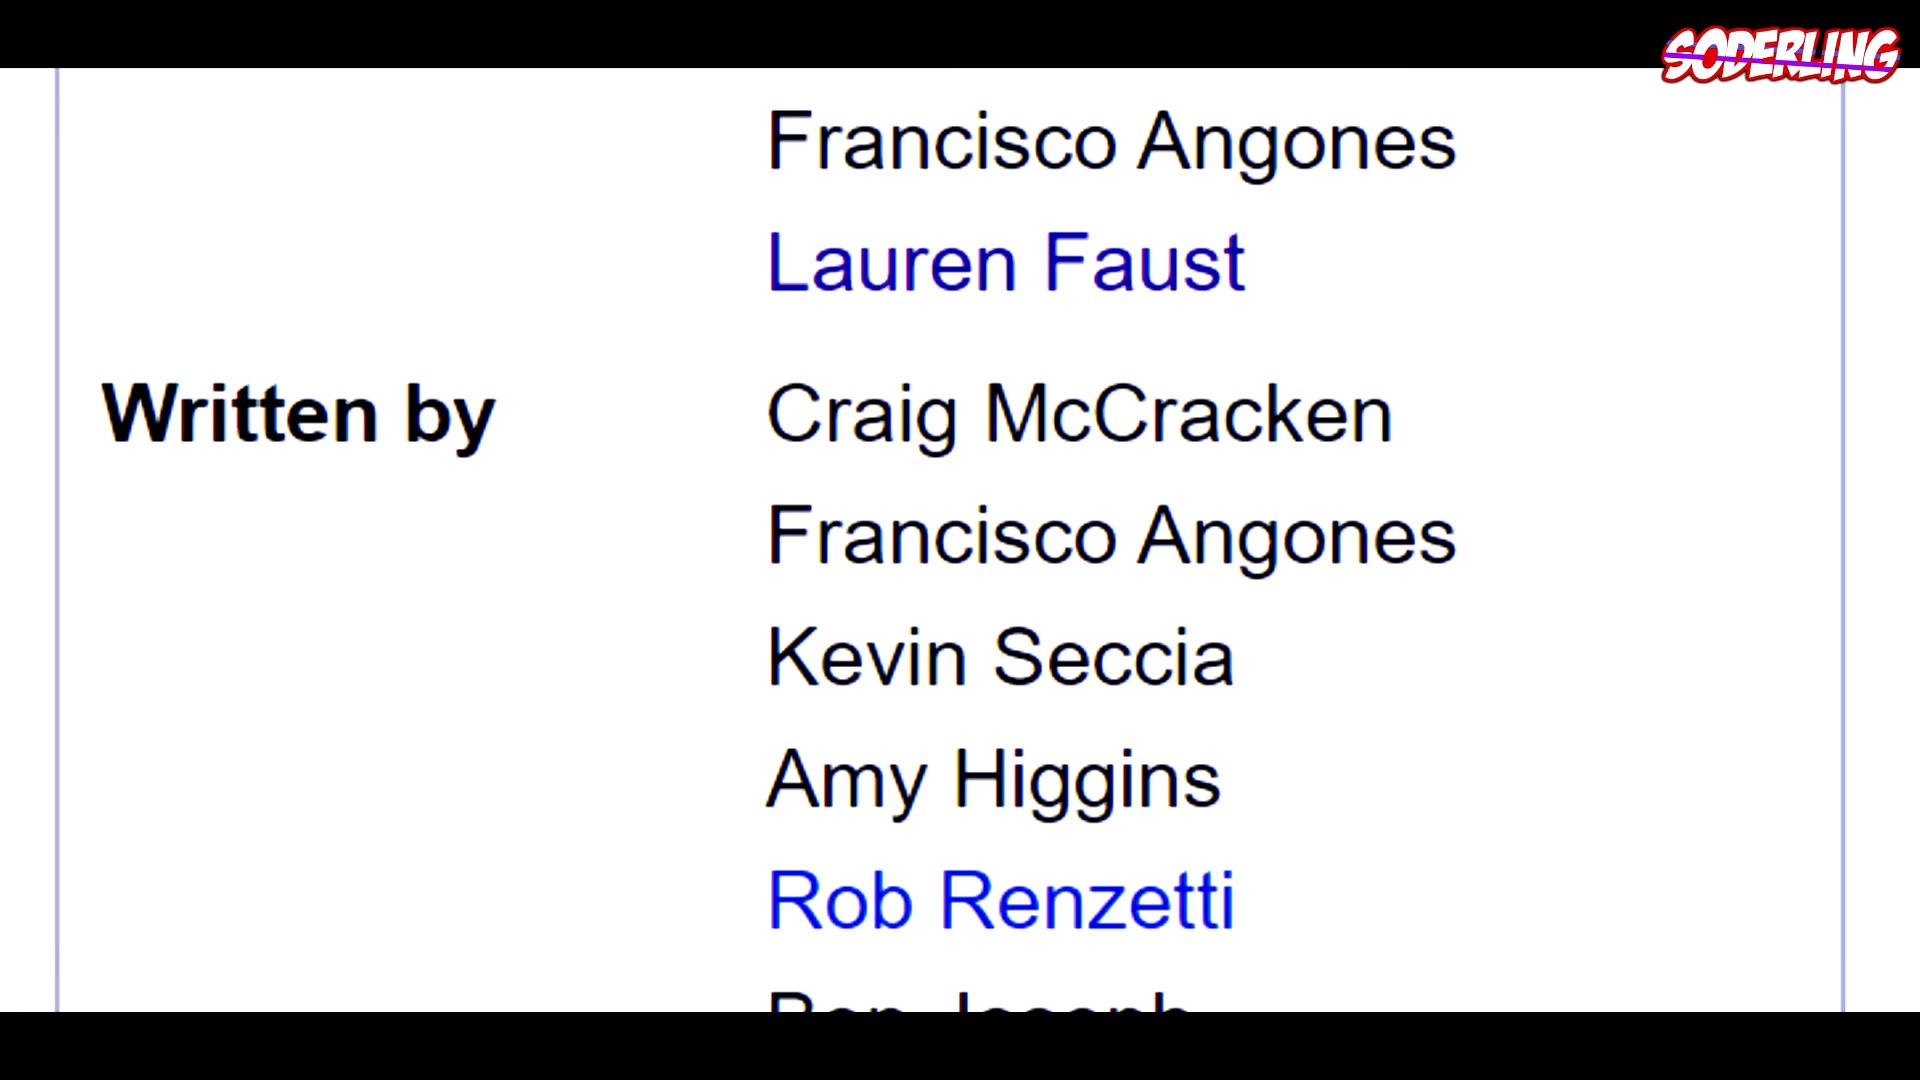 SODERLING
Francisco Angones
Lauren Faust
Written by Craig McCracken
Francisco Angones
Kevin Seccia
Amy Higgins
Rob Renzetti